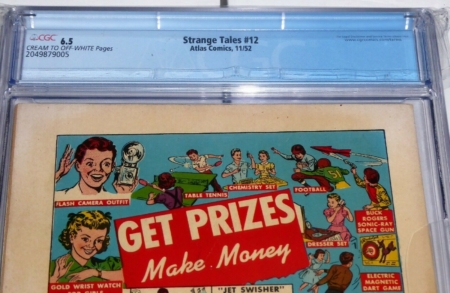 CGC 6.5
CREAM TO OFF-WHITE Pages
2049879005
Strange Tales #12
Atlas Comics, 11/52
FLASH CAMERA OUTFIT
TABLE TENNIS
CHEMISTRY SET
FOOTBALL
BUCK
ROGERS
SONIC-RAY
SPACE GUN
GET PRIZES
Make Money
DRESSER SET
GOLD WRIST WATCH
"JET SWISHER"
ELECTRIC
MAGNETIC
DART GAME